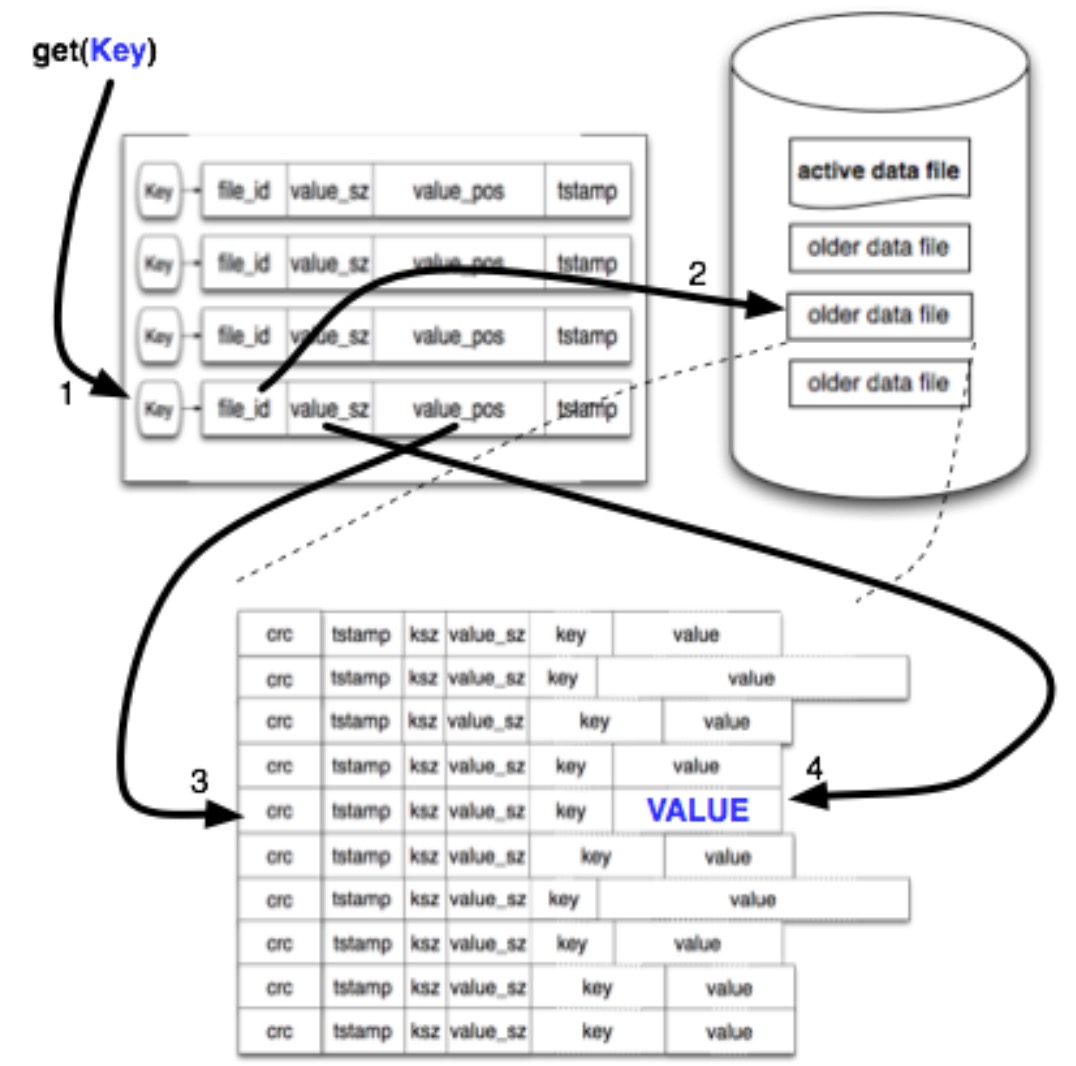 get(Key)
active data file
Key file_id value_sz value_pos tstamp
older data file
Key file_id value_sz value_pos tstamp
2
older data file
Key file_id value_sz value_pos tstamp
older data file
1
Key file_id value_sz value_pos tstamp
crc tstamp ksz value_sz key value
crc tstamp ksz value_sz key value
crc tstamp ksz value_sz key value
crc tstamp ksz value_sz key value
3
4
crc tstamp ksz value_sz key VALUE
crc tstamp ksz value_sz key value
crc tstamp ksz value_sz key value
crc tstamp ksz value_sz key value
crc tstamp ksz value_sz key value
crc tstamp ksz value_sz key value